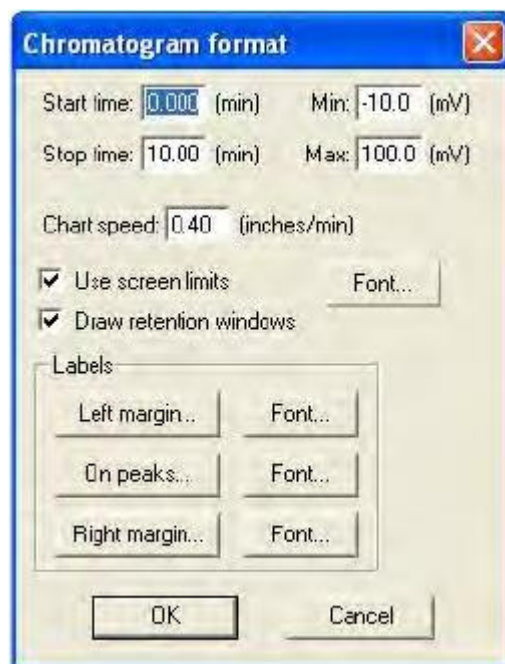 Chromatogram format
Start time: 0.000 (min) Min: -10.0 (mV)
Stop time: 10.00 (min) Max: 100.0 (mV)
Chart speed: 0.40 (inches/min)
Use screen limits Font...
Draw retention windows
Labels
Left margin... Font...
On peaks... Font...
Right margin... Font...
OK Cancel